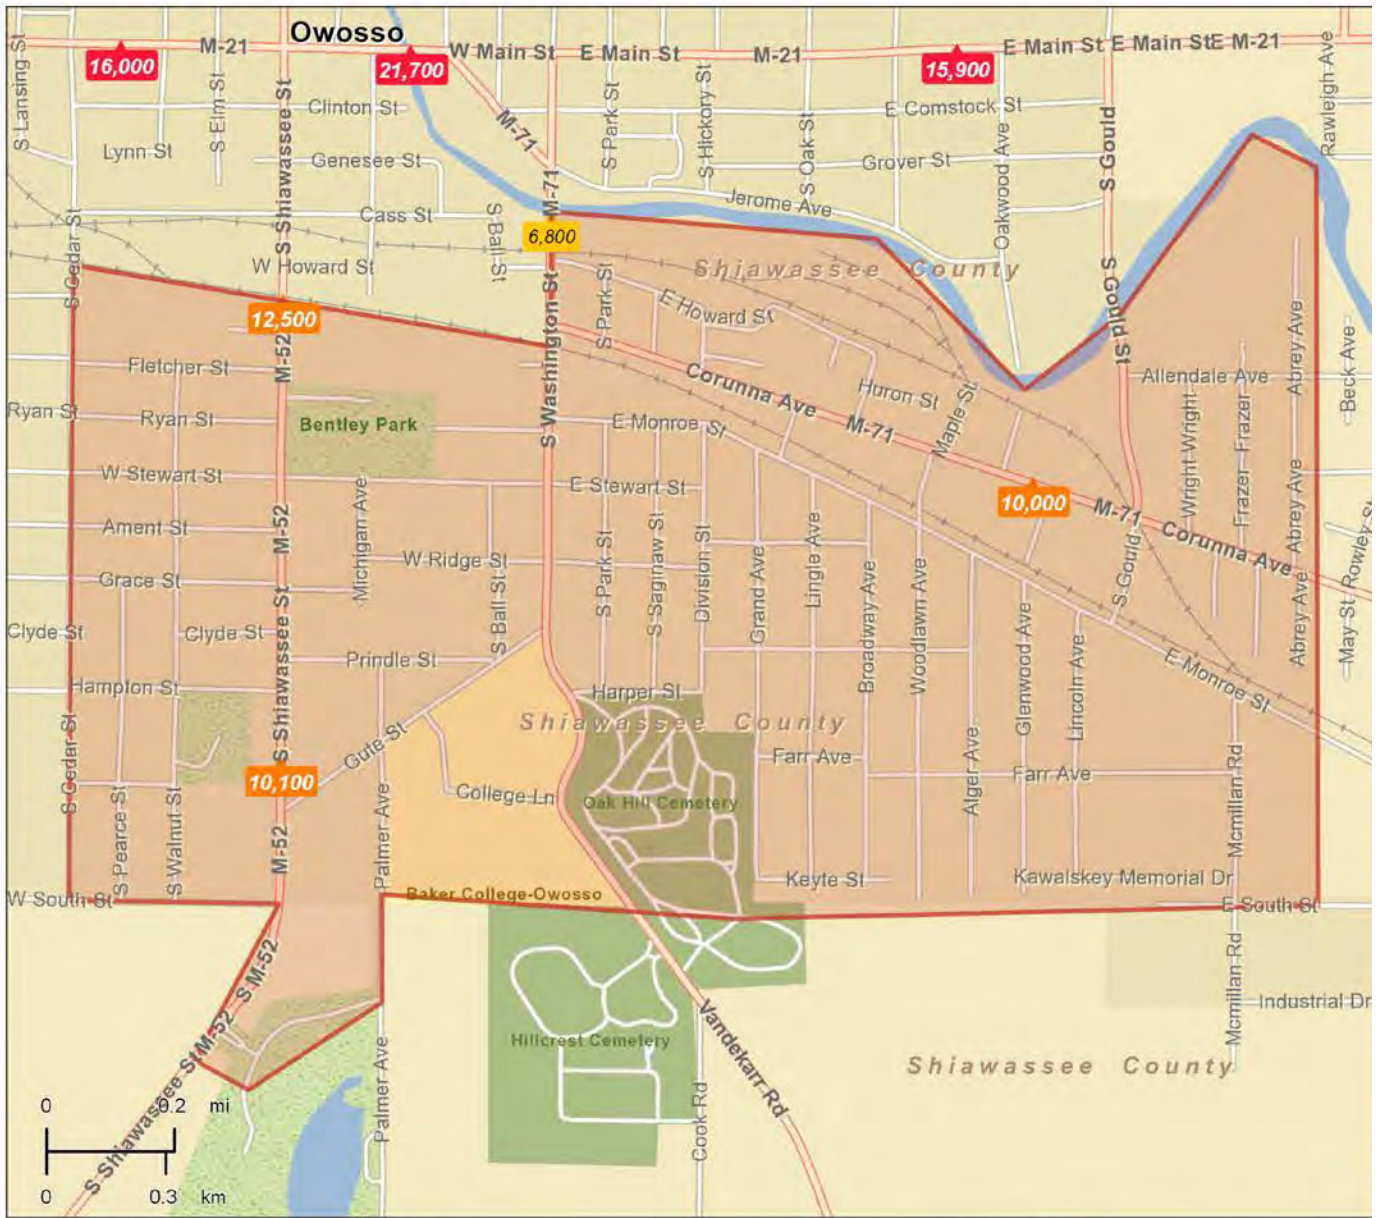 Owosso
M-21
W Main St
E Main St
M-21
E Main St
E Main St
E M-21
16,000
21,700
15,900
S Lansing St
S Elm St
S Shiawassee St
Clinton St
M-71
S Park St
S Hickory St
S Oak St
E Comstock St
Oakwood Ave
S Gould
Rawleigh Ave
Lynn St
Genesee St
Grover St
Jerome Ave
M-71
Cass St
S Ball St
S Cedar St
W Howard St
6,800
Shiawassee County
12,500
S Washington St
S Park St
E Howard St
S Gould St
Abrey Ave
Beck Ave
M-52
Fletcher St
Corunna Ave
Huron St
Maple St
Allendale Ave
Ryan St
Ryan St
Bentley Park
E Monroe St
M-71
Wright
Wright
Frazer
Frazer
W Stewart St
E Stewart St
10,000
M-71
Corunna Ave
Abrey Ave
M-52
Ament St
Michigan Ave
W Ridge St
S Ball St
S Park St
S Saginaw St
Division St
Grand Ave
Lingle Ave
Broadway Ave
Woodlawn Ave
S Gould
Rowley St
May St
Grace St
Clyde St
Clyde St
S Shiawassee St
Prindle St
Glenwood Ave
Lincoln Ave
Abrey Ave
E Monroe St
Hampton St
Harper St
Shiawassee County
S Cedar St
Gute St
10,100
Farr Ave
Farr Ave
Alger Ave
Mcmillan Rd
S Pearce St
S Walnut St
M-52
Palmer Ave
College Ln
Oak Hill Cemetery
Keyte St
Kawalskey Memorial Dr
W South St
Baker College-Owosso
E South St
S M-52
M-52
S Shiawassee St
Palmer Ave
Hillcrest Cemetery
Vandekarr Rd
Cook Rd
Mcmillan Rd
Industrial Dr
Shiawassee County
0 0.2 mi
0 0.3 km